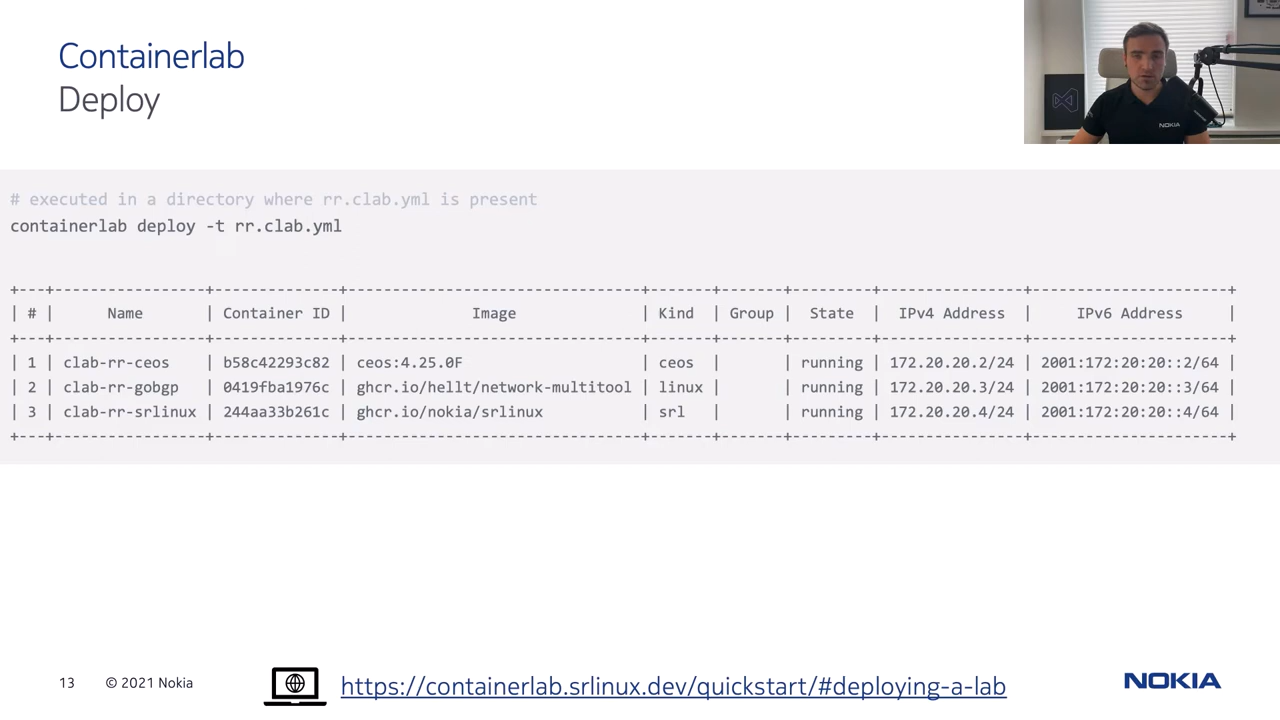 Containerlab
Deploy
NOKIA
# executed in a directory where rr.clab.yml is present
containerlab deploy -t rr.clab.yml
+---+-----------------+--------------+---------------------------------+-------+-------+---------+----------------+----------------------+
| # |      Name       | Container ID |              Image              | Kind  | Group |  State  |  IPv4 Address  |     IPv6 Address     |
+---+-----------------+--------------+---------------------------------+-------+-------+---------+----------------+----------------------+
| 1 | clab-rr-ceos    | b58c42293c82 | ceos:4.25.0F                    | ceos  |       | running | 172.20.20.2/24 | 2001:172:20:20::2/64 |
| 2 | clab-rr-gobgp   | 0419fba1976c | ghcr.io/hellt/network-multitool | linux |       | running | 172.20.20.3/24 | 2001:172:20:20::3/64 |
| 3 | clab-rr-srlinux | 244aa33b261c | ghcr.io/nokia/srlinux           | srl   |       | running | 172.20.20.4/24 | 2001:172:20:20::4/64 |
+---+-----------------+--------------+---------------------------------+-------+-------+---------+----------------+----------------------+
13 © 2021 Nokia
https://containerlab.srlinux.dev/quickstart/#deploying-a-lab
NOKIA